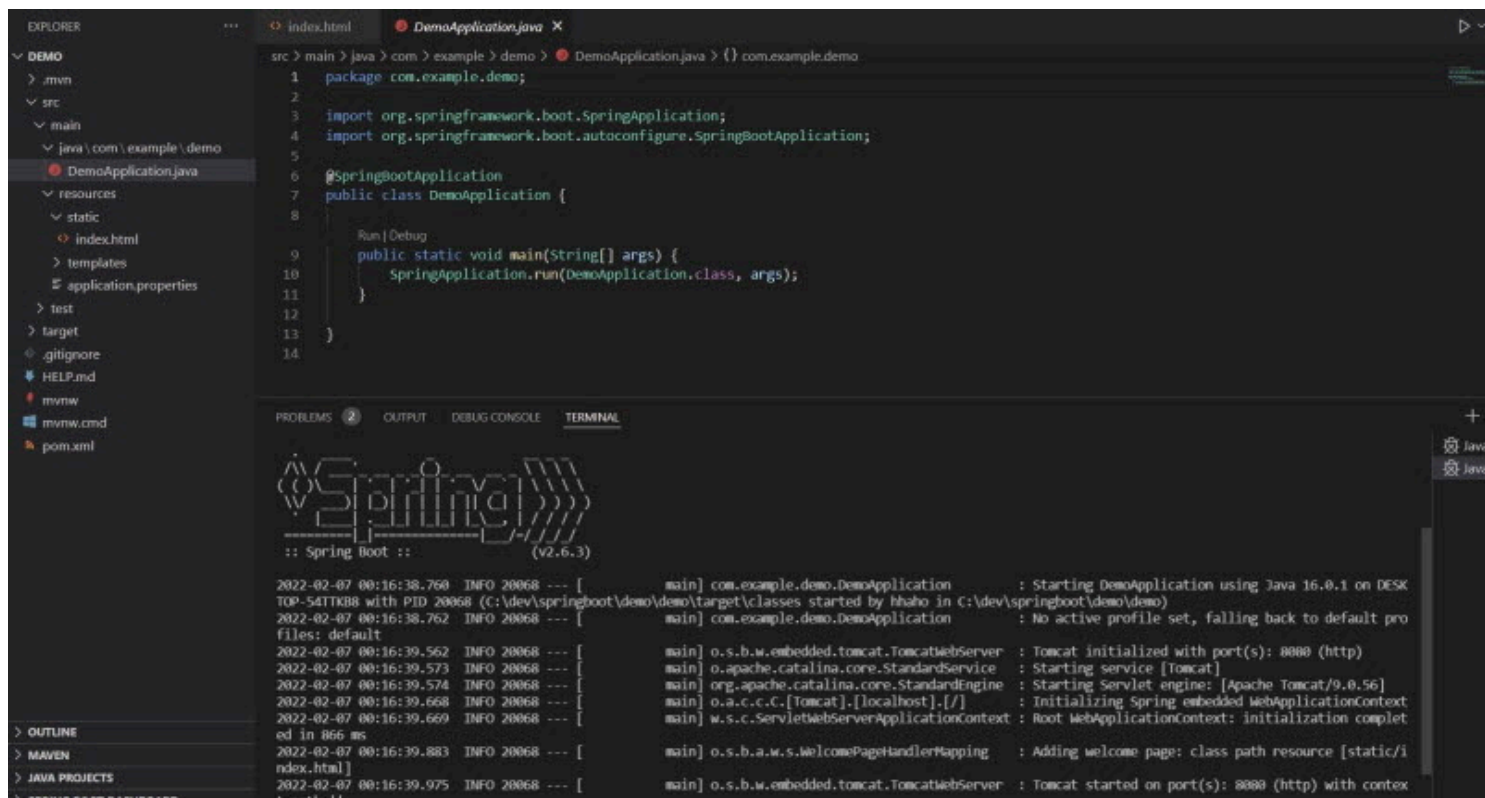 EXPLORER
DEMO
.mvn
src
main
java\com\example\demo
DemoApplication.java
resources
static
index.html
templates
application.properties
test
target
.gitignore
HELP.md
mvnw
mvnw.cmd
pom.xml
OUTLINE
MAVEN
JAVA PROJECTS
index.html
DemoApplication.java
src > main > java > com > example > demo > DemoApplication.java > {} com.example.demo
1 package com.example.demo;
2
3 import org.springframework.boot.SpringApplication;
4 import org.springframework.boot.autoconfigure.SpringBootApplication;
5
6 @SpringBootApplication
7 public class DemoApplication {
8
Run | Debug
9 public static void main(String[] args) {
10 SpringApplication.run(DemoApplication.class, args);
11 }
12
13 }
14
PROBLEMS 2 OUTPUT DEBUG CONSOLE TERMINAL
Java
Java
Spring
:: Spring Boot :: (v2.6.3)
2022-02-07 00:16:38.760 INFO 20068 --- [ main] com.example.demo.DemoApplication : Starting DemoApplication using Java 16.0.1 on DESK
TOP-54TTKB8 with PID 20068 (C:\dev\springboot\demo\demo\target\classes started by hhaho in C:\dev\springboot\demo\demo)
2022-02-07 00:16:38.762 INFO 20068 --- [ main] com.example.demo.DemoApplication : No active profile set, falling back to default pro
files: default
2022-02-07 00:16:39.562 INFO 20068 --- [ main] o.s.b.w.embedded.tomcat.TomcatWebServer : Tomcat initialized with port(s): 8080 (http)
2022-02-07 00:16:39.573 INFO 20068 --- [ main] o.apache.catalina.core.StandardService : Starting service [Tomcat]
2022-02-07 00:16:39.574 INFO 20068 --- [ main] org.apache.catalina.core.StandardEngine : Starting Servlet engine: [Apache Tomcat/9.0.56]
2022-02-07 00:16:39.668 INFO 20068 --- [ main] o.a.c.c.C.[Tomcat].[localhost].[/] : Initializing Spring embedded WebApplicationContext
2022-02-07 00:16:39.669 INFO 20068 --- [ main] w.s.c.ServletWebServerApplicationContext : Root WebApplicationContext: initialization complet
ed in 866 ms
2022-02-07 00:16:39.883 INFO 20068 --- [ main] o.s.b.a.w.s.WelcomePageHandlerMapping : Adding welcome page: class path resource [static/i
ndex.html]
2022-02-07 00:16:39.975 INFO 20068 --- [ main] o.s.b.w.embedded.tomcat.TomcatWebServer : Tomcat started on port(s): 8080 (http) with contex